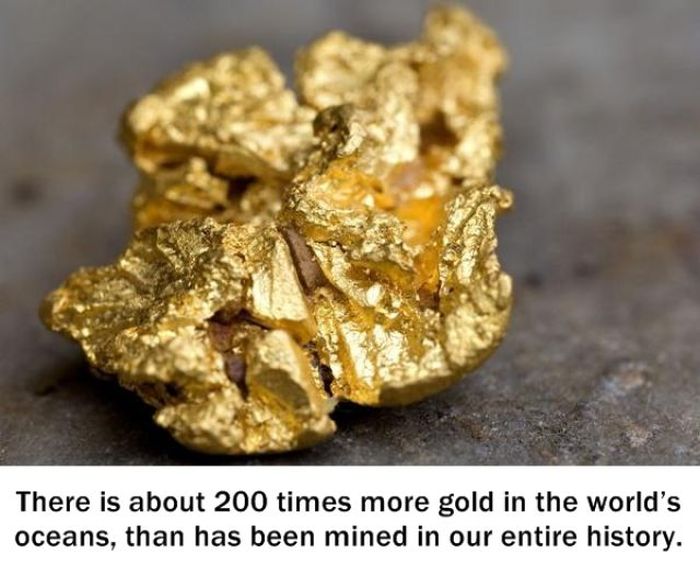 There is about 200 times more gold in the world's
oceans, than has been mined in our entire history.